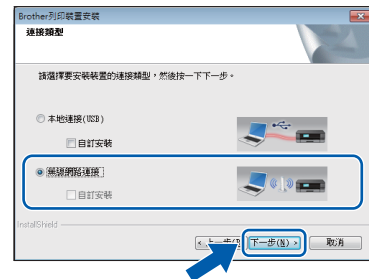 Brother列印裝置安裝
連接類型
請選擇要安裝裝置的連接類型，然後按一下下一步。
本地連接(USB)
自訂安裝
無線網路連接
自訂安裝
InstallShield
下一步(N) >
取消